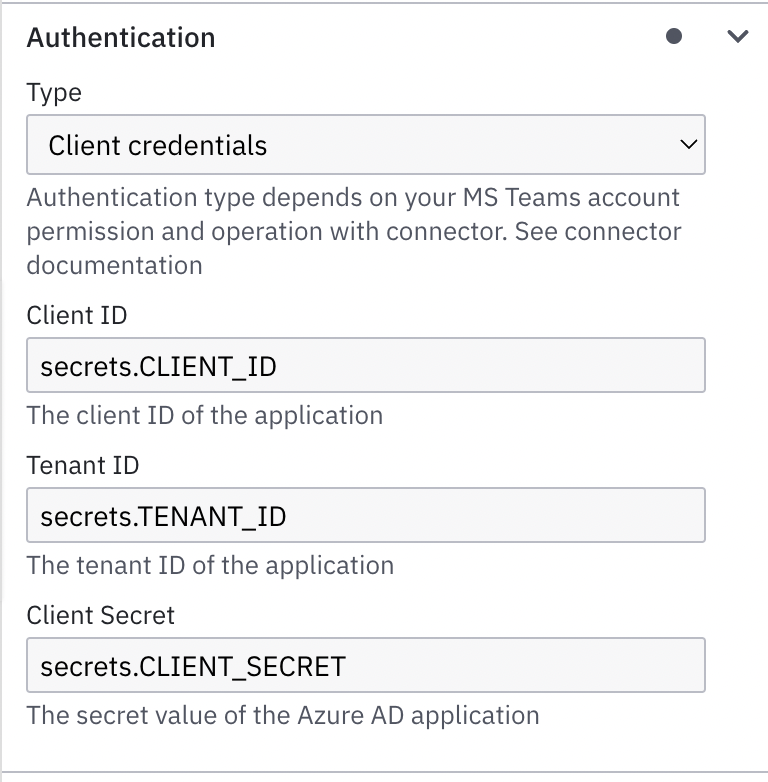 Authentication
Type
Client credentials
Authentication type depends on your MS Teams account
permission and operation with connector. See connector
documentation
Client ID
secrets.CLIENT_ID
The client ID of the application
Tenant ID
secrets.TENANT_ID
The tenant ID of the application
Client Secret
secrets.CLIENT_SECRET
The secret value of the Azure AD application